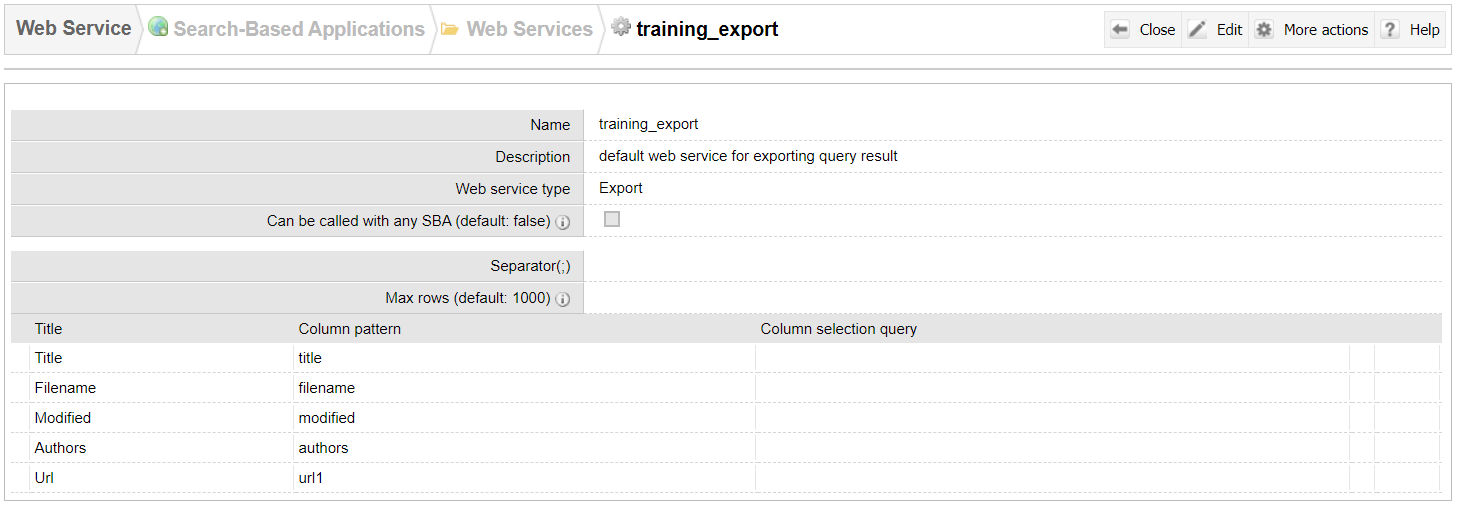 Web Service Search-Based Applications Web Services training_export Close Edit More actions ? Help
Name training_export
Description default web service for exporting query result
Web service type Export
Can be called with any SBA (default: false)
Separator(;)
Max rows (default: 1000)
Title Column pattern Column selection query
Title title
Filename filename
Modified modified
Authors authors
Url url1